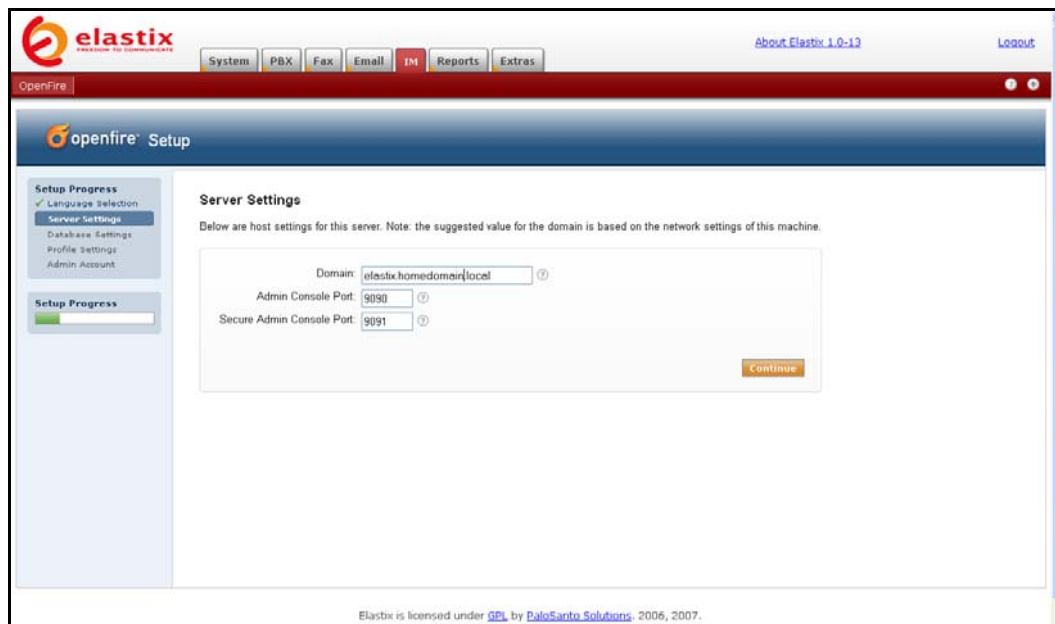 elastix
FREEDOM TO COMMUNICATE
About Elastix 1.0-13
Logout
System PBX Fax Email IM Reports Extras
OpenFire
openfire Setup
Setup Progress
Language Selection
Server Settings
Database Settings
Profile Settings
Admin Account
Setup Progress
Server Settings
Below are host settings for this server. Note: the suggested value for the domain is based on the network settings of this machine.
Domain: elastix.homedomain.local
Admin Console Port: 9090
Secure Admin Console Port: 9091
Continue
Elastix is licensed under GPL by PaloSanto Solutions. 2006, 2007.